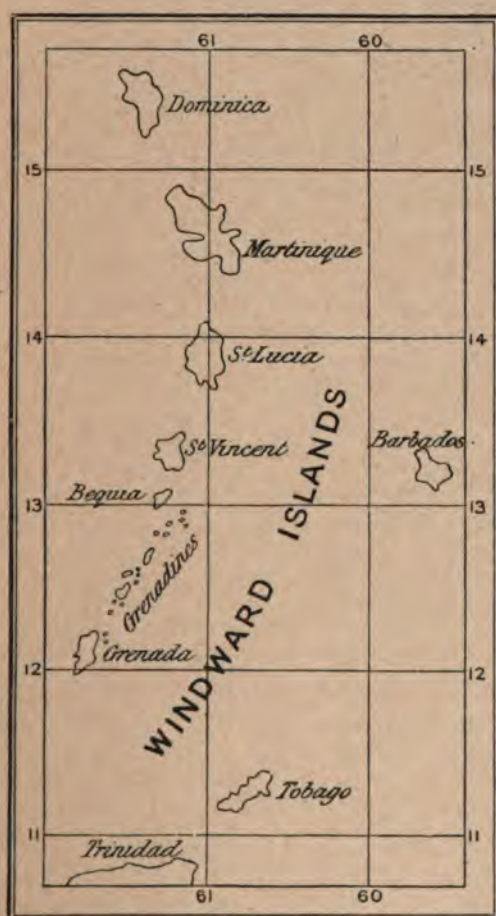 61 60
Dominica
15 15
Martinique
14 14
St. Lucia
St. Vincent
Barbados
Bequia
13 13
Grenadines
Grenada
12 12
WINDWARD ISLANDS
Tobago
11 11
Trinidad
61 60